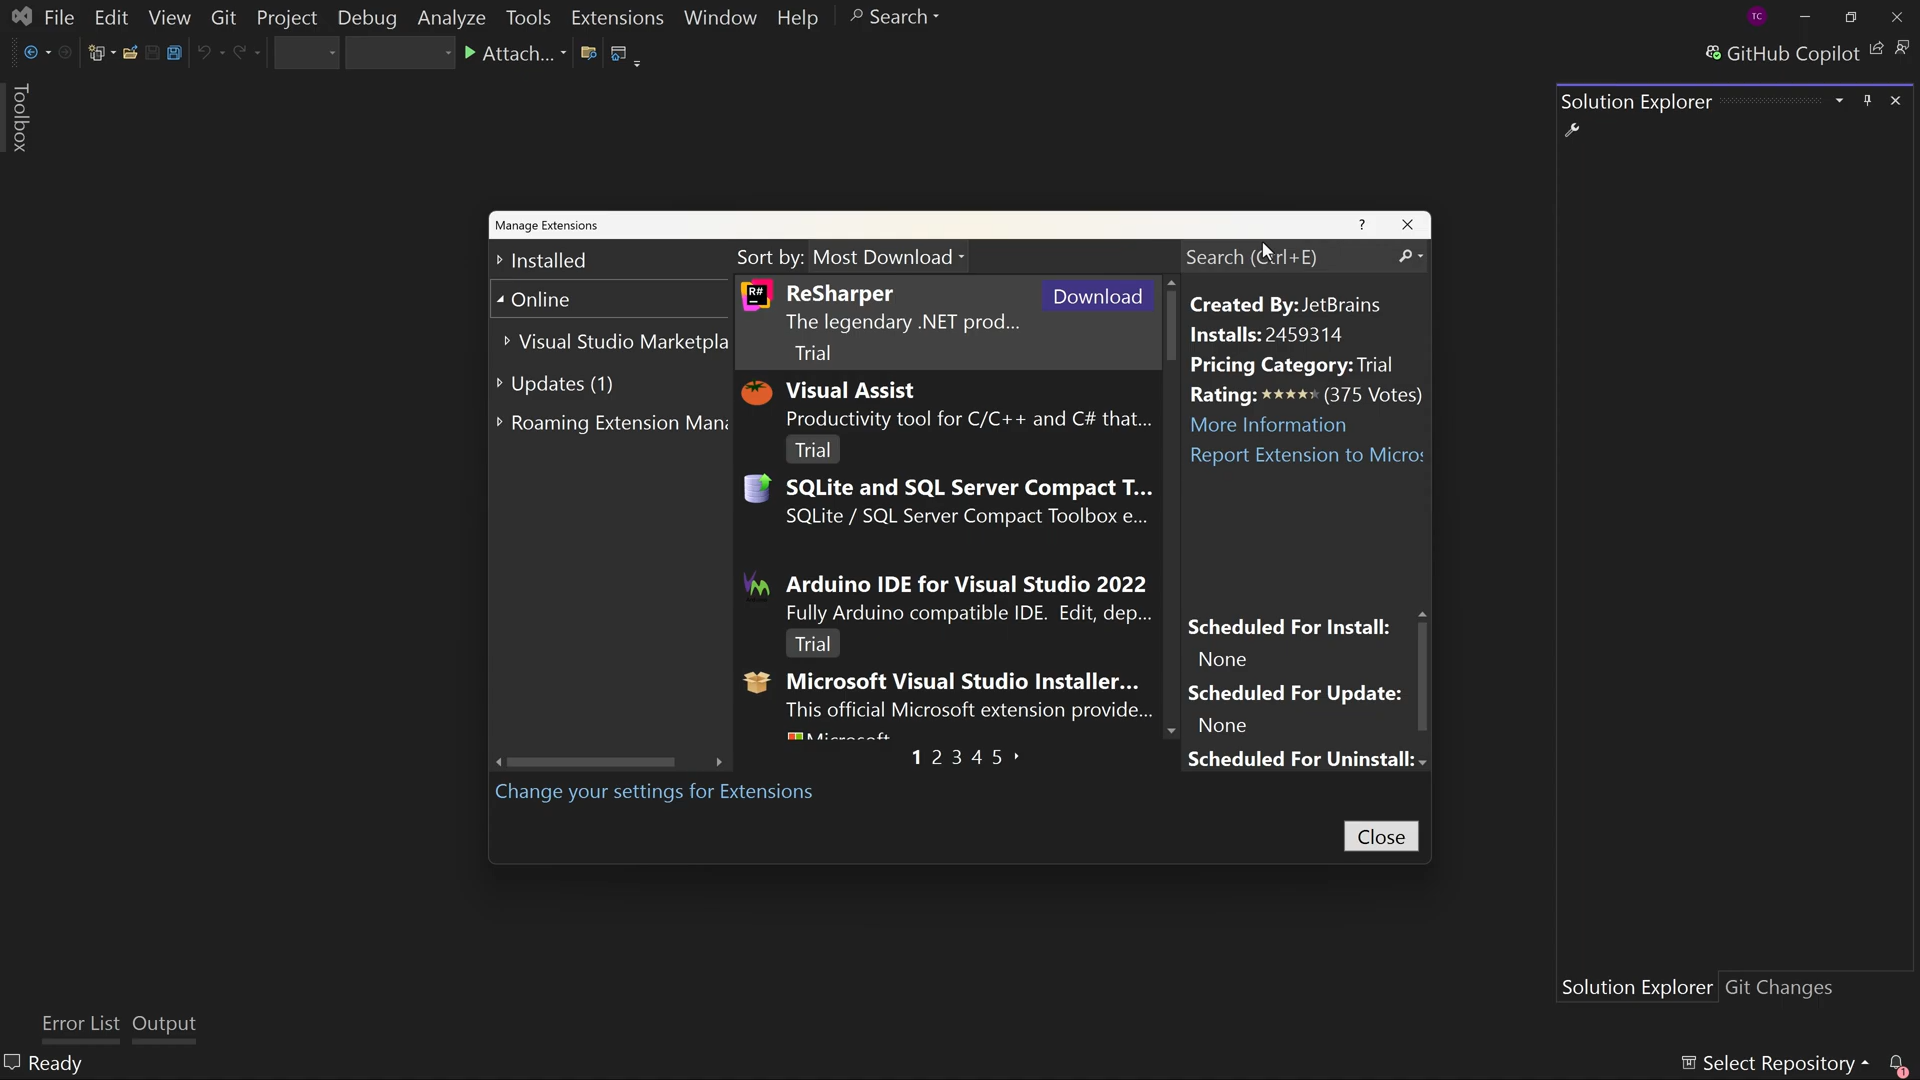 File Edit View Git Project Debug Analyze Tools Extensions Window Help Search TC
Attach... GitHub Copilot
Toolbox
Solution Explorer
Manage Extensions ?
Installed
Online
Visual Studio Marketpla
Updates (1)
Roaming Extension Mana
Sort by: Most Download
Search (Ctrl+E)
R#
ReSharper
Download
The legendary .NET prod...
Trial
Visual Assist
Productivity tool for C/C++ and C# that...
Trial
SQLite and SQL Server Compact T...
SQLite / SQL Server Compact Toolbox e...
Arduino IDE for Visual Studio 2022
Fully Arduino compatible IDE. Edit, dep...
Trial
Microsoft Visual Studio Installer...
This official Microsoft extension provide...
Microsoft
1 2 3 4 5
Created By: JetBrains
Installs: 2459314
Pricing Category: Trial
Rating: (375 Votes)
More Information
Report Extension to Micros
Scheduled For Install:
None
Scheduled For Update:
None
Scheduled For Uninstall:
Change your settings for Extensions
Close
Solution Explorer Git Changes
Error List Output
Ready
Select Repository 1